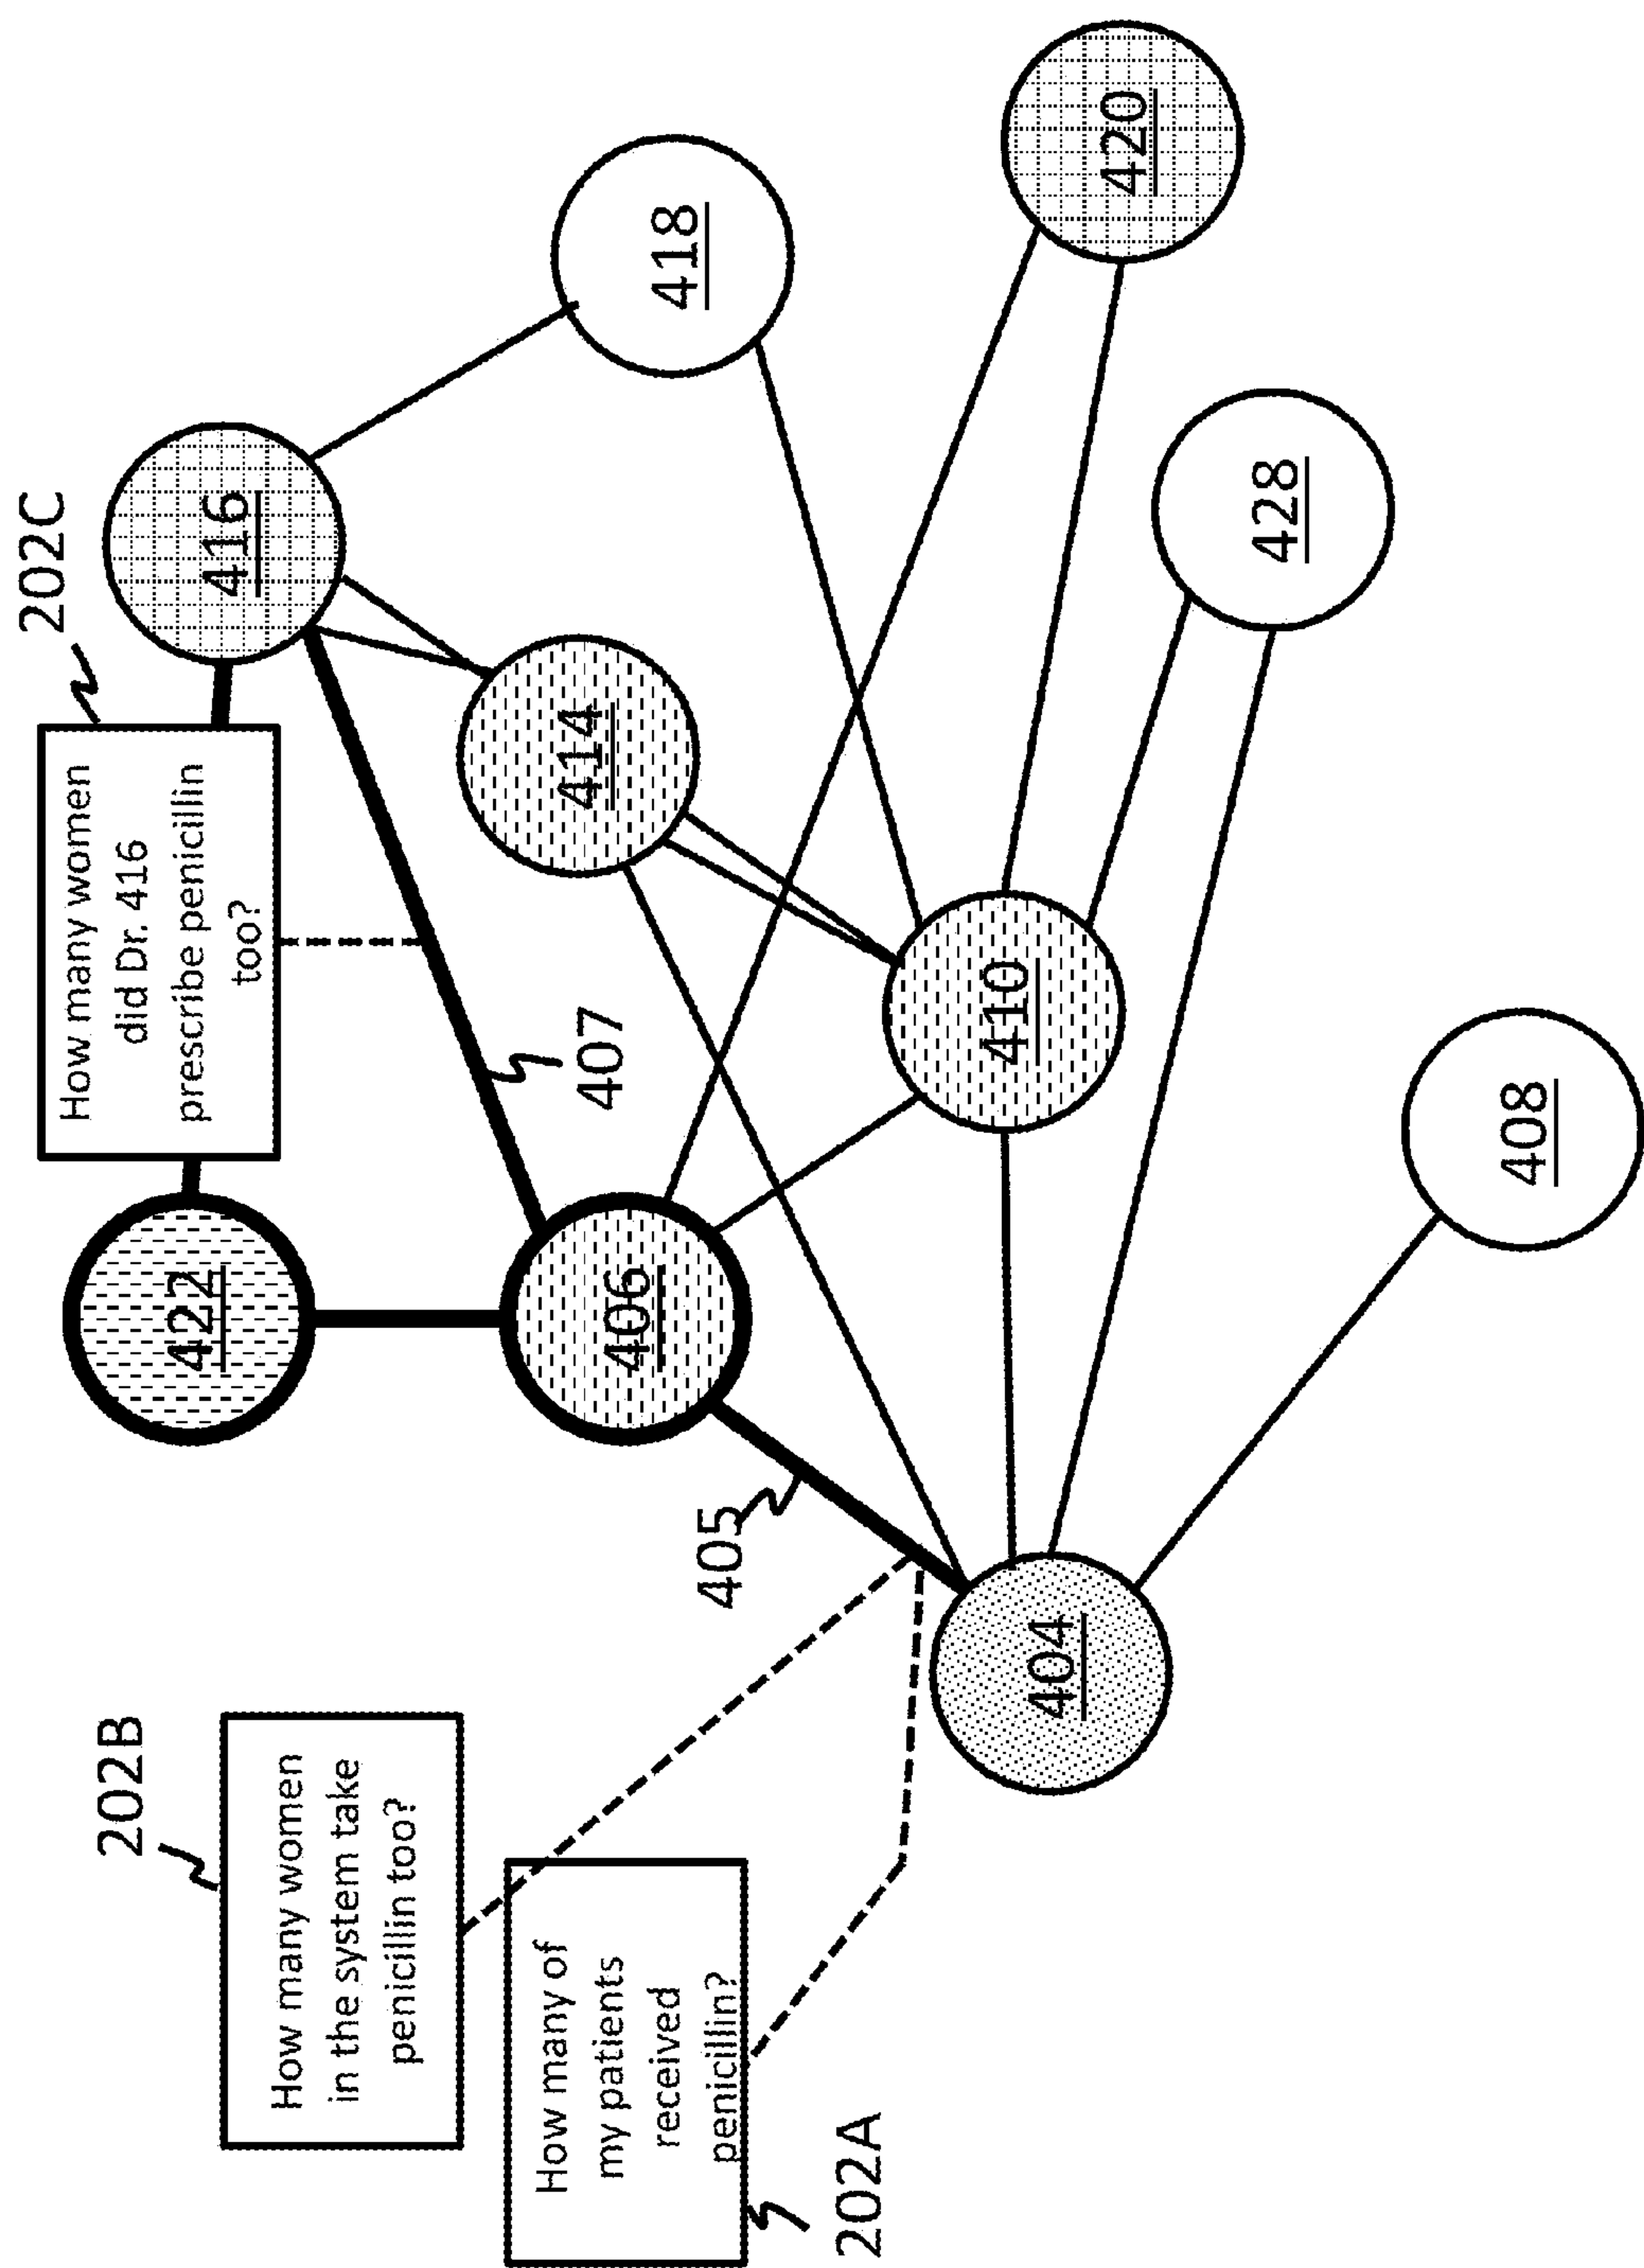 202B
How many women
in the system take
penicillin too?
How many of
my patients
received
penicillin?
202A
202C
How many women
did Dr. 416
prescribe penicillin
too?
422
416
407
406
414
418
405
404
410
420
428
408